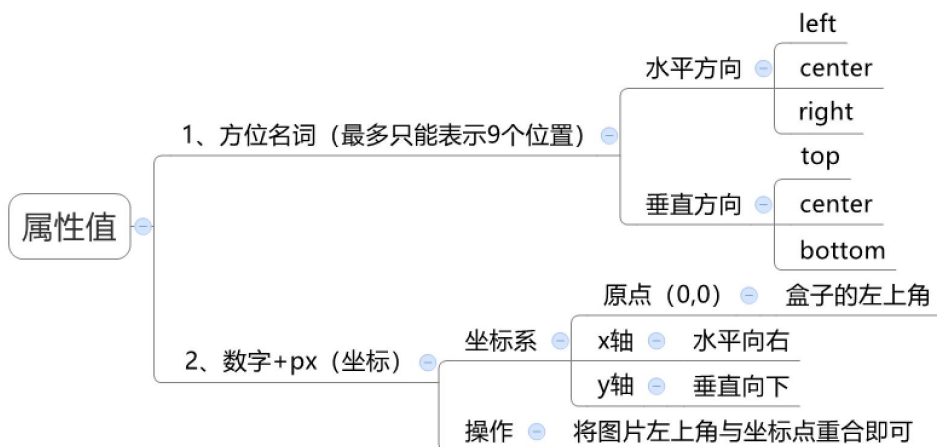 属性值
1、方位名词（最多只能表示9个位置）
水平方向
left
center
right
垂直方向
top
center
bottom
2、数字+px（坐标）
坐标系
原点（0,0）
盒子的左上角
x轴
水平向右
y轴
垂直向下
操作
将图片左上角与坐标点重合即可